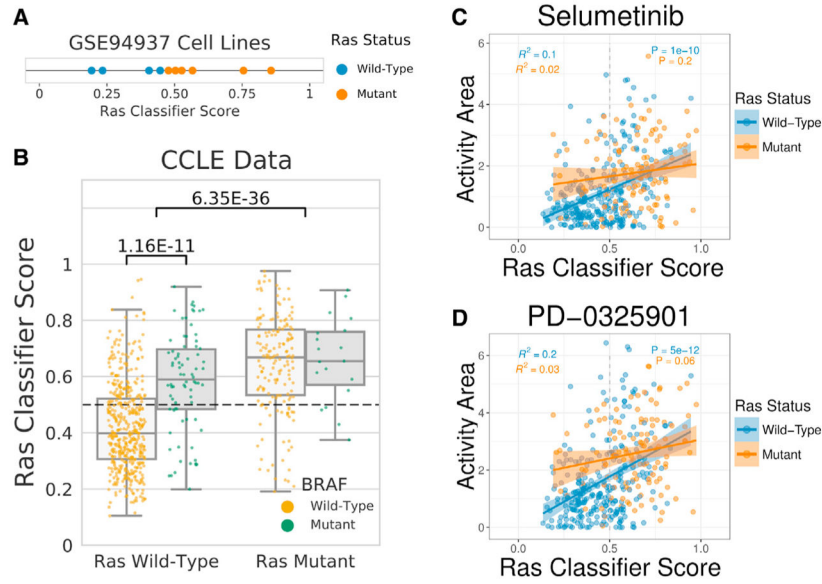 A
GSE94937 Cell Lines
0
0.25
0.50
0.75
1
Ras Classifier Score
Ras Status
Wild-Type
Mutant
B
CCLE Data
6.35E-36
1.16E-11
1
0.8
0.6
0.4
0.2
0
Ras Classifier Score
BRAF
Wild-Type
Mutant
Ras Wild-Type
Ras Mutant
C
Selumetinib
R² = 0.1
R² = 0.02
P = 1e−10
P = 0.2
6
4
2
0
Activity Area
0.0
0.5
1.0
Ras Classifier Score
Ras Status
Wild−Type
Mutant
D
PD−0325901
R² = 0.2
R² = 0.03
P = 5e−12
P = 0.06
6
4
2
0
Activity Area
0.0
0.5
1.0
Ras Classifier Score
Ras Status
Wild−Type
Mutant